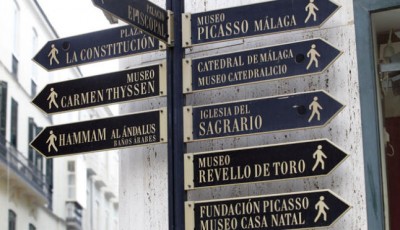 PALACIO
EPISCOPAL
PLAZA
LA CONSTITUCIÓN
MUSEO
CARMEN THYSSEN
HAMMAM AL ÁNDALUS
BAÑOS ÁRABES
MUSEO
PICASSO MÁLAGA
CATEDRAL DE MÁLAGA
MUSEO CATEDRALICIO
IGLESIA DEL
SAGRARIO
MUSEO
REVELLO DE TORO
FUNDACIÓN PICASSO
MUSEO CASA NATAL